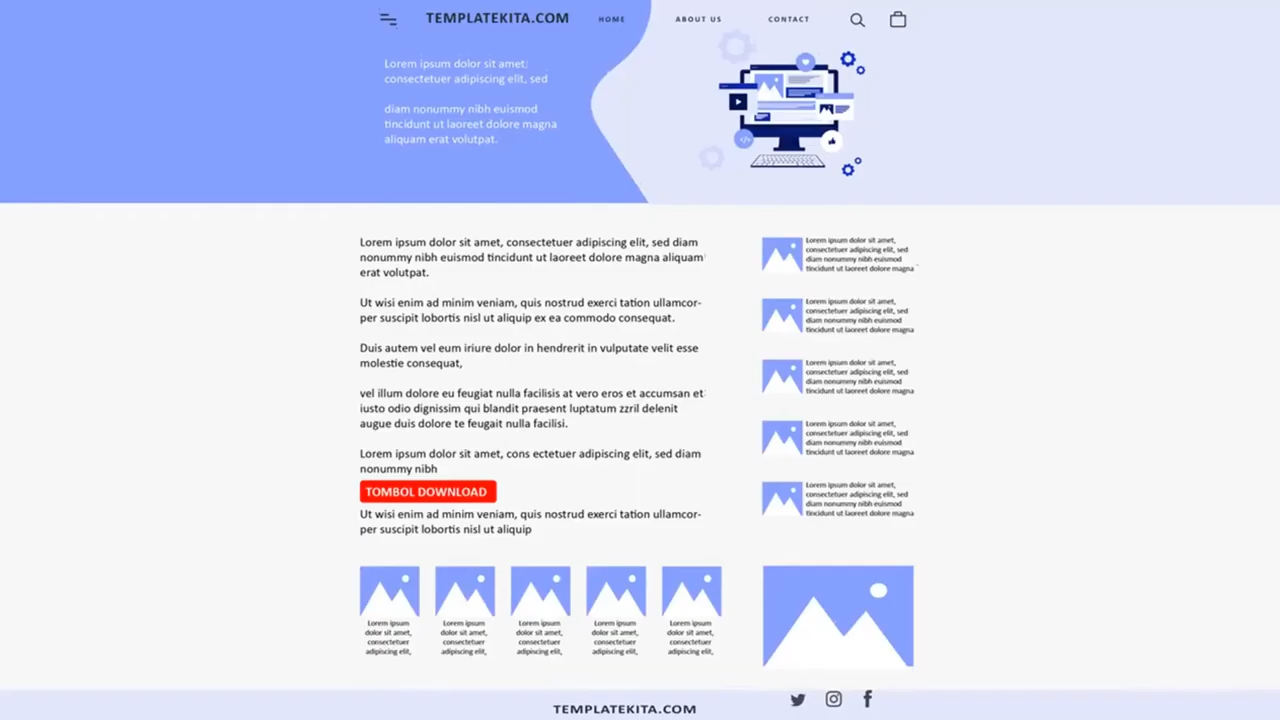 TEMPLATEKITA.COM
HOME
ABOUT US
CONTACT
Lorem ipsum dolor sit amet;
consectetuer adipiscing elit, sed
diam nonummy nibh euismod
tincidunt ut laoreet dolore magna
aliquam erat volutpat.
Lorem ipsum dolor sit amet, consectetuer adipiscing elit, sed diam
nonummy nibh euismod tincidunt ut laoreet dolore magna aliquam
erat volutpat.
Ut wisi enim ad minim veniam, quis nostrud exerci tation ullamcor-
per suscipit lobortis nisl ut aliquip ex ea commodo consequat.
Duis autem vel eum iriure dolor in hendrerit in vulputate velit esse
molestie consequat,
vel illum dolore eu feugiat nulla facilisis at vero eros et accumsan et
iusto odio dignissim qui blandit praesent luptatum zzril delenit
augue duis dolore te feugait nulla facilisi.
Lorem ipsum dolor sit amet, cons ectetuer adipiscing elit, sed diam
nonummy nibh
TOMBOL DOWNLOAD
Ut wisi enim ad minim veniam, quis nostrud exerci tation ullamcor-
per suscipit lobortis nisl ut aliquip
Lorem ipsum dolor sit amet,
consectetuer adipiscing elit, sed
diam nonummy nibh euismod
tincidunt ut laoreet dolore magna
Lorem ipsum dolor sit amet,
consectetuer adipiscing elit, sed
diam nonummy nibh euismod
tincidunt ut laoreet dolore magna
Lorem ipsum dolor sit amet,
consectetuer adipiscing elit, sed
diam nonummy nibh euismod
tincidunt ut laoreet dolore magna
Lorem ipsum dolor sit amet,
consectetuer adipiscing elit, sed
diam nonummy nibh euismod
tincidunt ut laoreet dolore magna
Lorem ipsum dolor sit amet,
consectetuer adipiscing elit, sed
diam nonummy nibh euismod
tincidunt ut laoreet dolore magna
Lorem ipsum
dolor sit amet,
consectetuer
adipiscing elit,
Lorem ipsum
dolor sit amet,
consectetuer
adipiscing elit,
Lorem ipsum
dolor sit amet,
consectetuer
adipiscing elit,
Lorem ipsum
dolor sit amet,
consectetuer
adipiscing elit,
Lorem ipsum
dolor sit amet,
consectetuer
adipiscing elit,
TEMPLATEKITA.COM